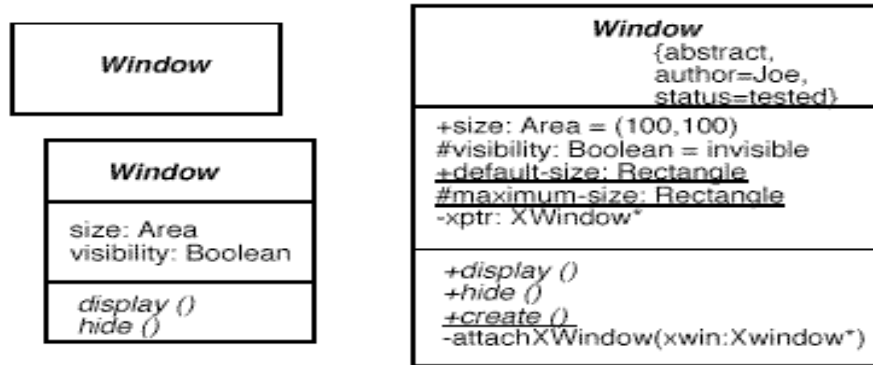 Window
Window
size: Area
visibility: Boolean
display ()
hide ()
Window
{abstract,
author=Joe,
status=tested}
+size: Area = (100,100)
#visibility: Boolean = invisible
+default-size: Rectangle
#maximum-size: Rectangle
-xptr: XWindow*
+display ()
+hide ()
+create ()
-attachXWindow(xwin:Xwindow*)